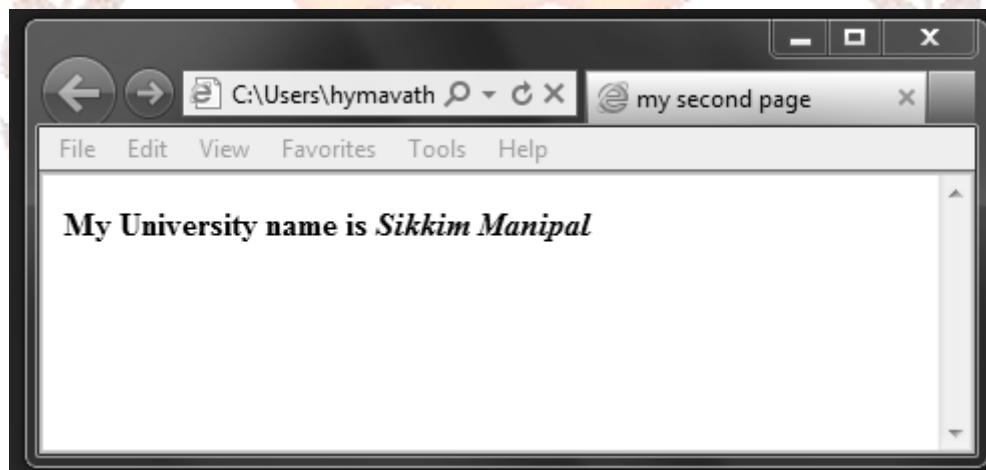 C:\Users\hymavath
my second page
File Edit View Favorites Tools Help
My University name is Sikkim Manipal